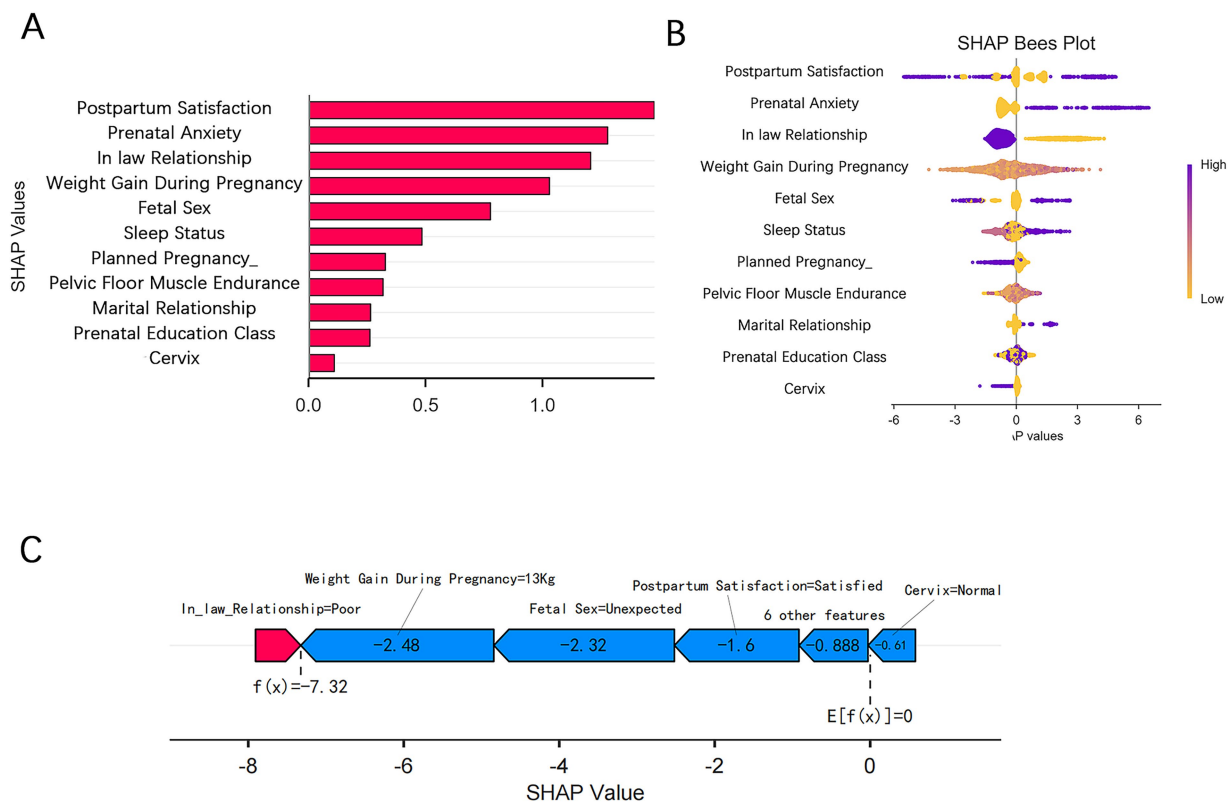 A
SHAP Values
Postpartum Satisfaction
Prenatal Anxiety
In law Relationship
Weight Gain During Pregnancy
Fetal Sex
Sleep Status
Planned Pregnancy_
Pelvic Floor Muscle Endurance
Marital Relationship
Prenatal Education Class
Cervix
0.0 0.5 1.0
B
SHAP Bees Plot
Postpartum Satisfaction
Prenatal Anxiety
In law Relationship
Weight Gain During Pregnancy
Fetal Sex
Sleep Status
Planned Pregnancy_
Pelvic Floor Muscle Endurance
Marital Relationship
Prenatal Education Class
Cervix
-6 -3 0 3 6
P values
High
Low
C
Weight Gain During Pregnancy=13Kg
Postpartum Satisfaction=Satisfied
Cervix=Normal
In_law_Relationship=Poor
Fetal Sex=Unexpected
6 other features
-2.48 -2.32 -1.6 -0.888 -0.61
f(x)=-7.32
E[f(x)]=0
-8 -6 -4 -2 0
SHAP Value